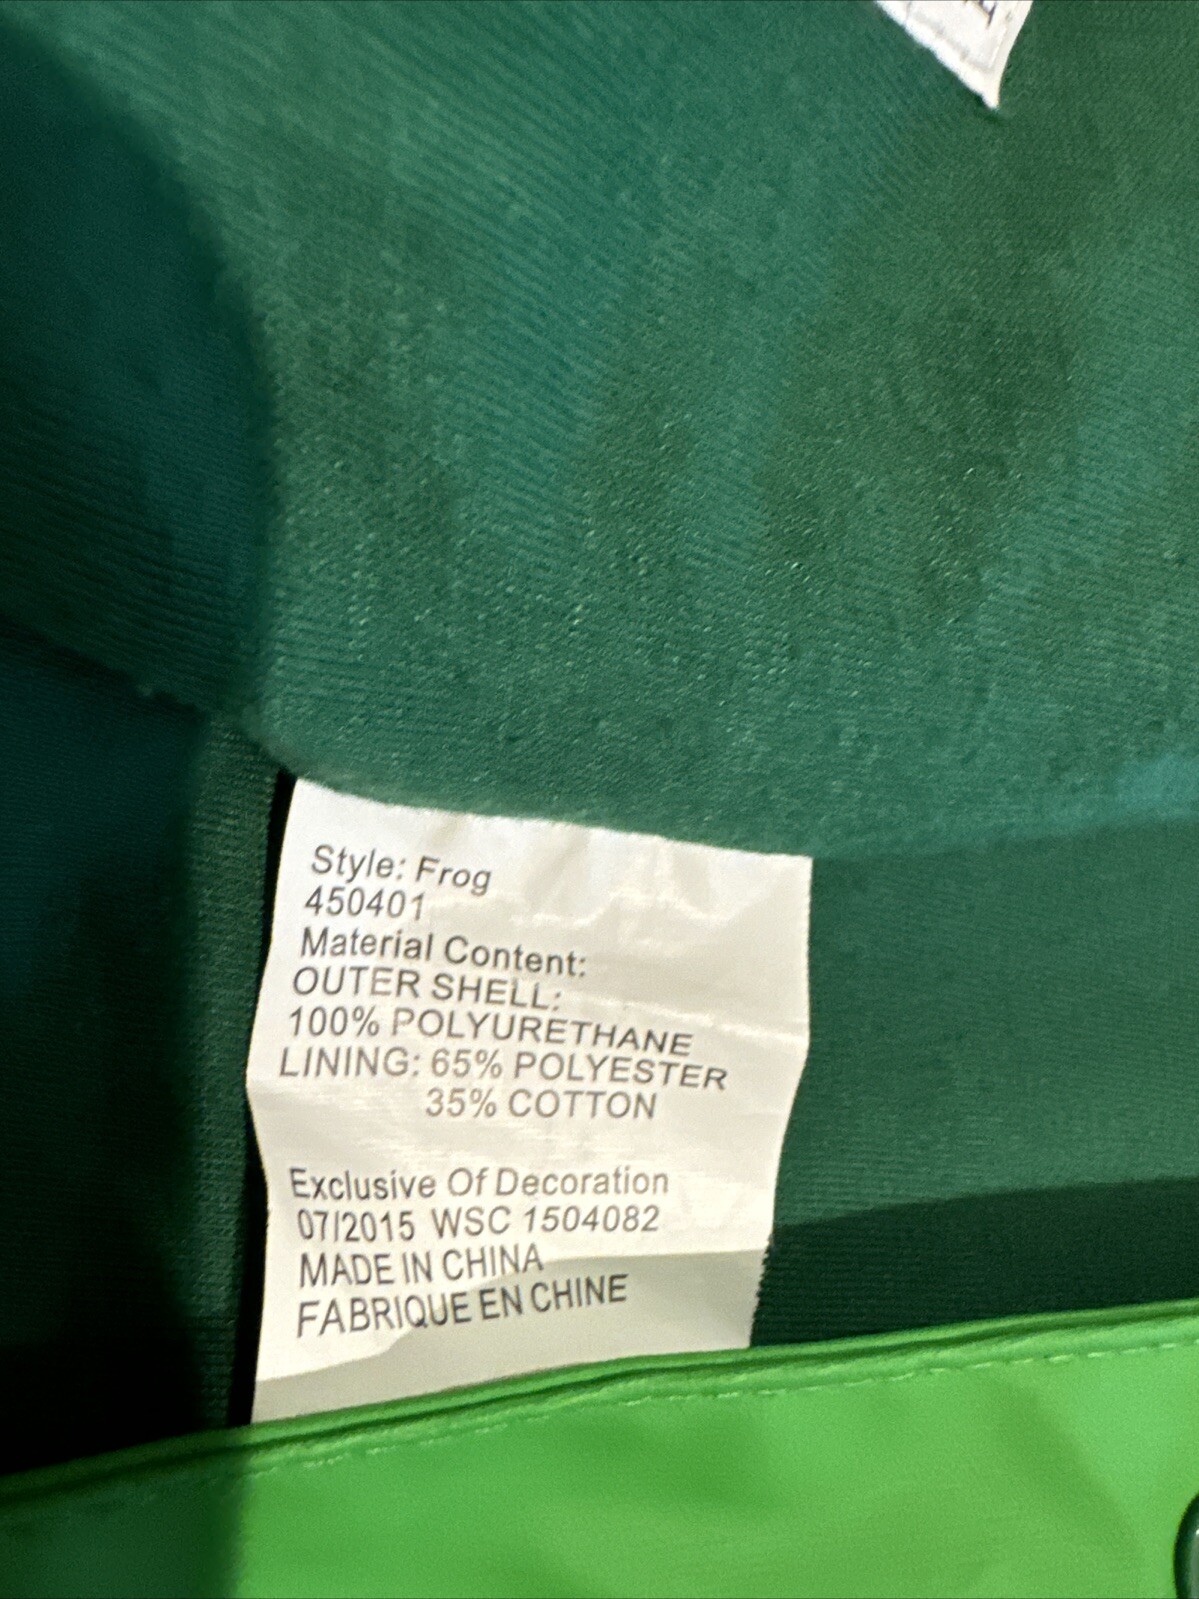 Style: Frog
450401
Material Content:
OUTER SHELL:
100% POLYURETHANE
LINING: 65% POLYESTER
35% COTTON
Exclusive Of Decoration
07/2015 WSC 1504082
MADE IN CHINA
FABRIQUE EN CHINE